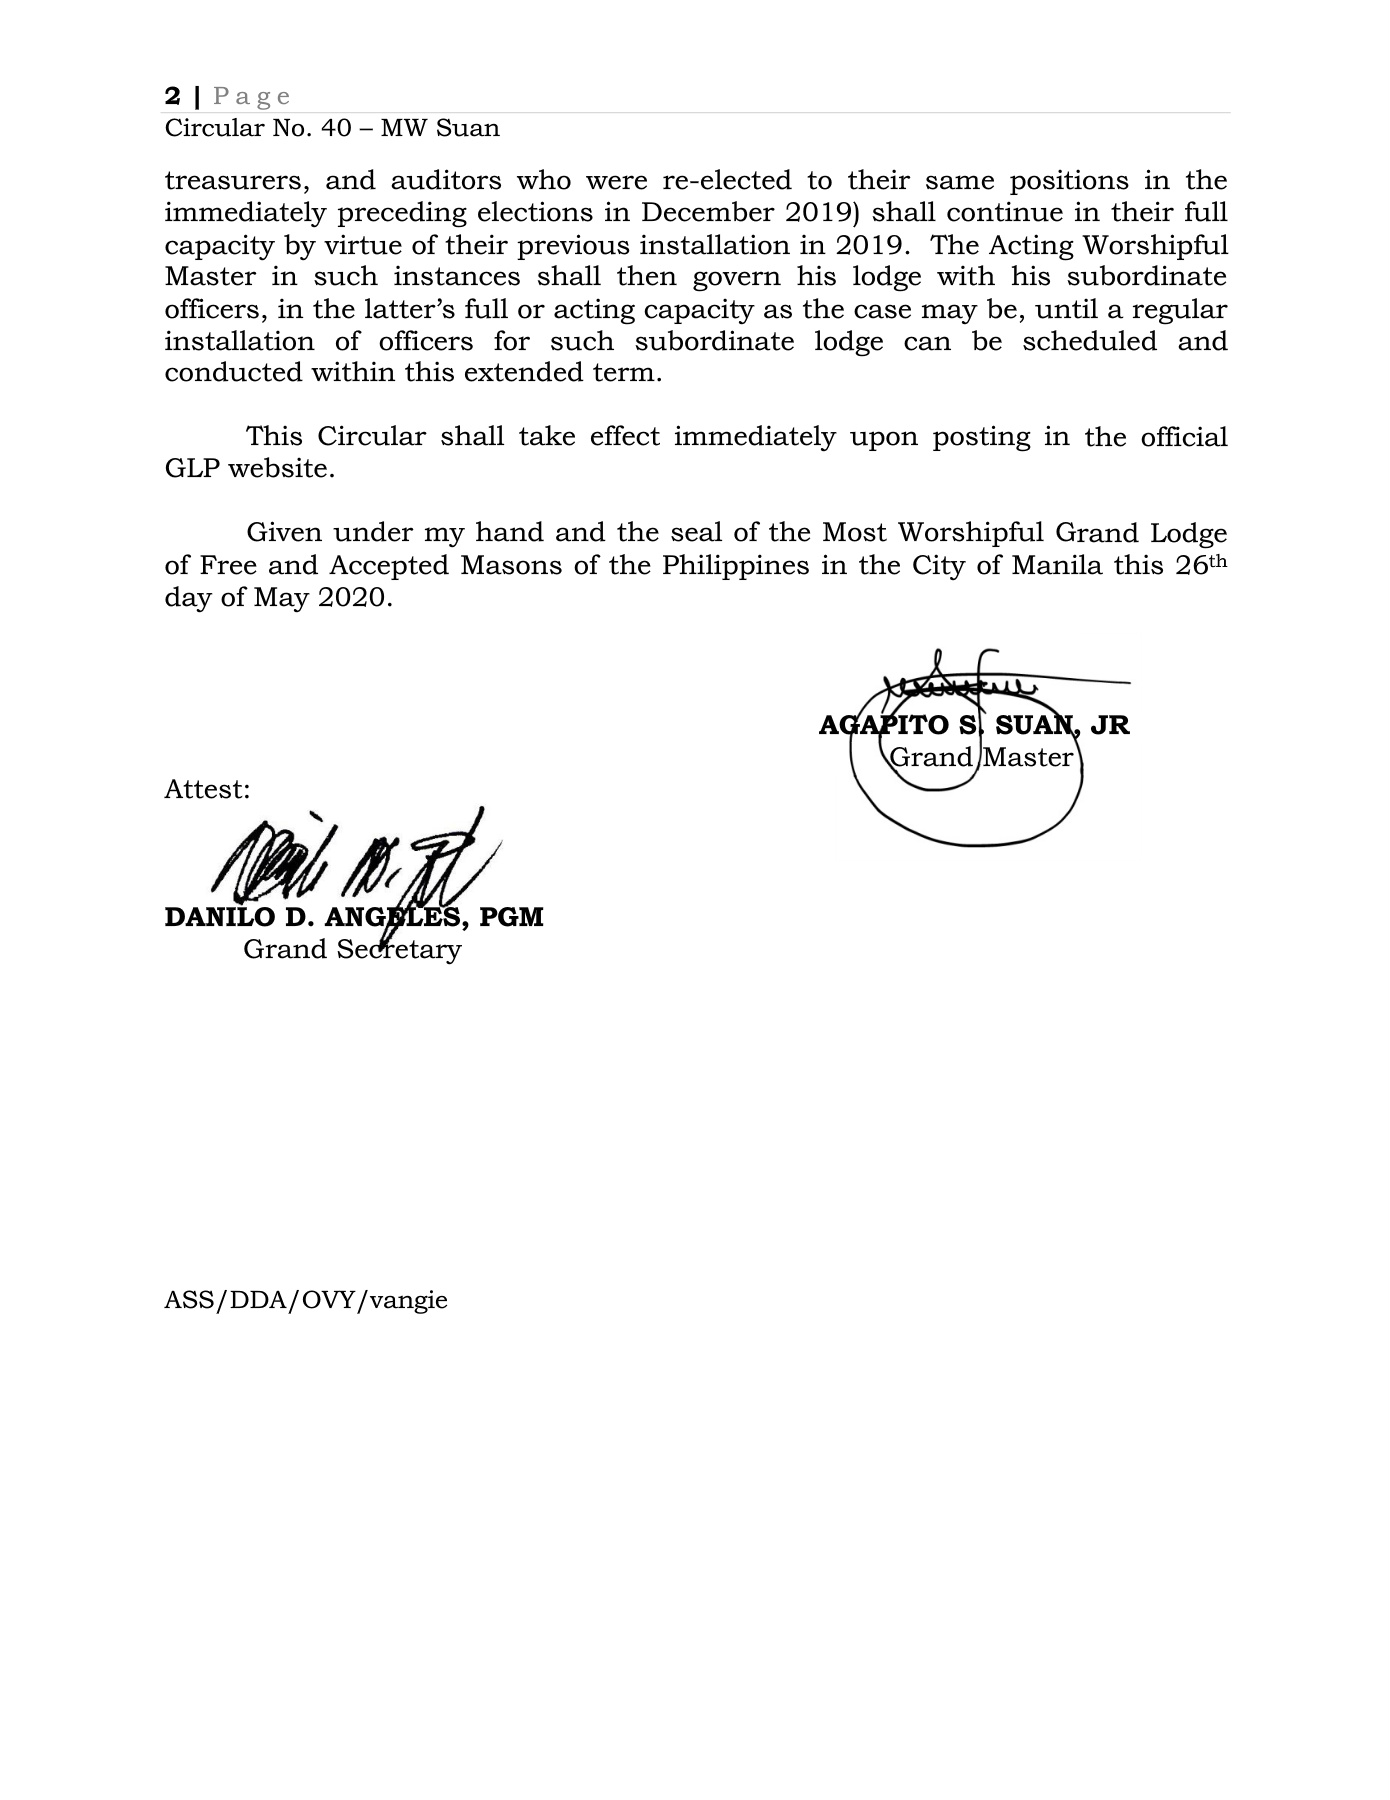 2 | Page
Circular No. 40 – MW Suan
treasurers, and auditors who were re-elected to their same positions in the
immediately preceding elections in December 2019) shall continue in their full
capacity by virtue of their previous installation in 2019. The Acting Worshipful
Master in such instances shall then govern his lodge with his subordinate
officers, in the latter’s full or acting capacity as the case may be, until a regular
installation of officers for such subordinate lodge can be scheduled and
conducted within this extended term.
This Circular shall take effect immediately upon posting in the official
GLP website.
Given under my hand and the seal of the Most Worshipful Grand Lodge
of Free and Accepted Masons of the Philippines in the City of Manila this 26th
day of May 2020.
AGAPITO S. SUAN, JR
Grand Master
Attest:
DANILO D. ANGELES, PGM
Grand Secretary
ASS/DDA/OVY/vangie